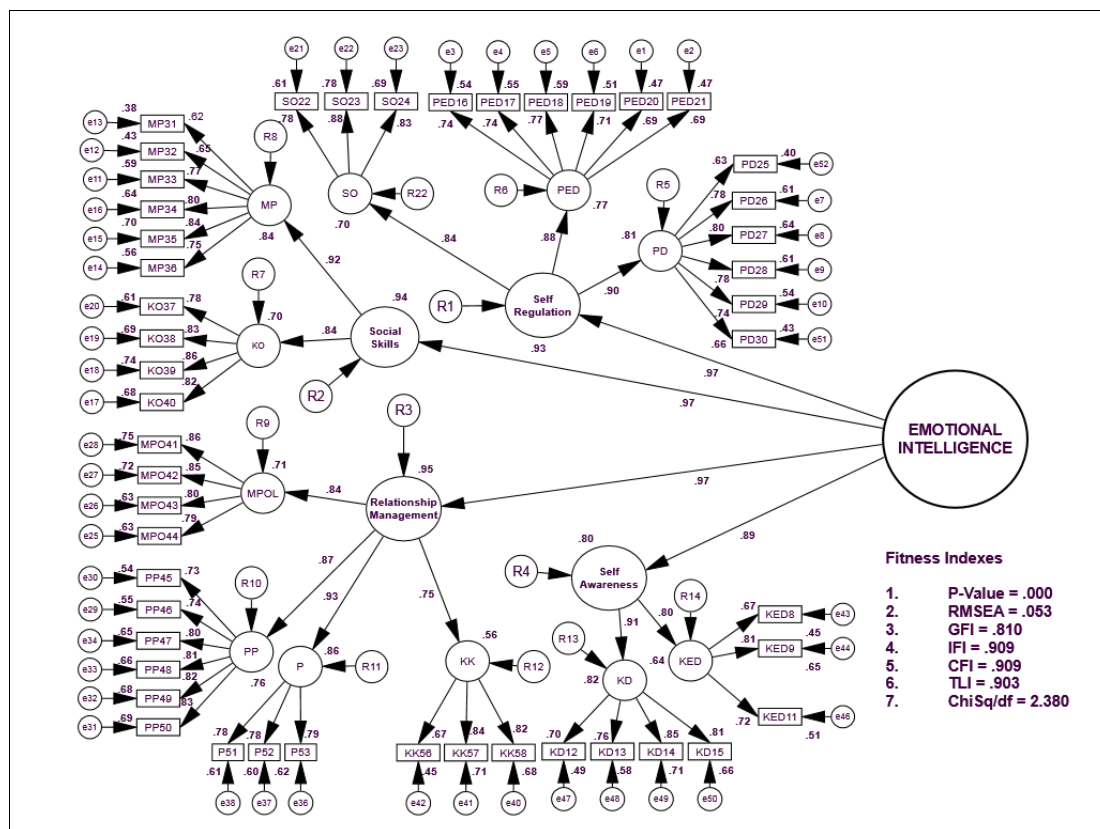 e21
e22
e23
e3
e4
e5
e6
e1
e2
.61
.78
.69
.54
.55
.59
.51
.47
.47
SO22
SO23
SO24
PED16
PED17
PED18
PED19
PED20
PED21
.78
.88
.83
.74
.74
.77
.71
.69
.69
e13
.38
MP31
.62
e12
.43
MP32
.65
e11
.59
MP33
.77
e16
.64
MP34
.80
e15
.70
MP35
.84
e14
.56
MP36
.75
R8
MP
.84
SO
R22
.70
R6
PED
.77
R5
.81
PD
.63
PD25
.40
e52
.78
PD26
.61
e7
.80
PD27
.64
e8
.78
PD28
.61
e9
.74
PD29
.54
e10
.66
PD30
.43
e51
.84
.88
.90
R1
Self
Regulation
.93
.92
R7
e20
.61
KO37
.78
e19
.69
KO38
.83
e18
.74
KO39
.86
e17
.68
KO40
.82
KO
.70
.84
.94
Social
Skills
R2
.97
.97
EMOTIONAL
INTELLIGENCE
R3
R9
e28
.75
MPO41
.86
e27
.72
MPO42
.85
e26
.63
MPO43
.80
e25
.63
MPO44
.79
MPOL
.71
.84
.95
Relationship
Management
.97
.89
.87
.93
.75
e30
.54
PP45
.73
e29
.55
PP46
.74
e34
.65
PP47
.80
e33
.66
PP48
.81
e32
.68
PP49
.82
e31
.69
PP50
.83
R10
PP
.76
P
.86
R11
.78
.78
.79
P51
P52
P53
.61
.60
.62
e38
e37
e36
KK
.56
R12
.67
.84
.82
KK56
KK57
KK58
.45
.71
.68
e42
e41
e40
.80
R4
Self
Awareness
.91
.80
R13
KD
.82
.70
.76
.85
.81
KD12
KD13
KD14
KD15
.49
.58
.71
.66
e47
e48
e49
e50
R14
KED
.64
.67
KED8
e43
.81
KED9
.45
e44
.65
.72
KED11
e46
.51
Fitness Indexes
1. P-Value = .000
2. RMSEA = .053
3. GFI = .810
4. IFI = .909
5. CFI = .909
6. TLI = .903
7. ChiSq/df = 2.380